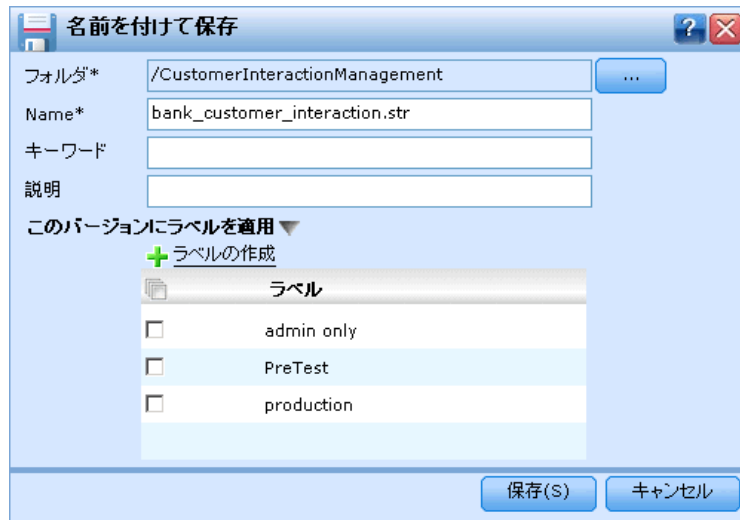 名前を付けて保存
フォルダ* /CustomerInteractionManagement ...
Name* bank_customer_interaction.str
キーワード
説明
このバージョンにラベルを適用
ラベルの作成
ラベル
admin only
PreTest
production
保存(S) キャンセル